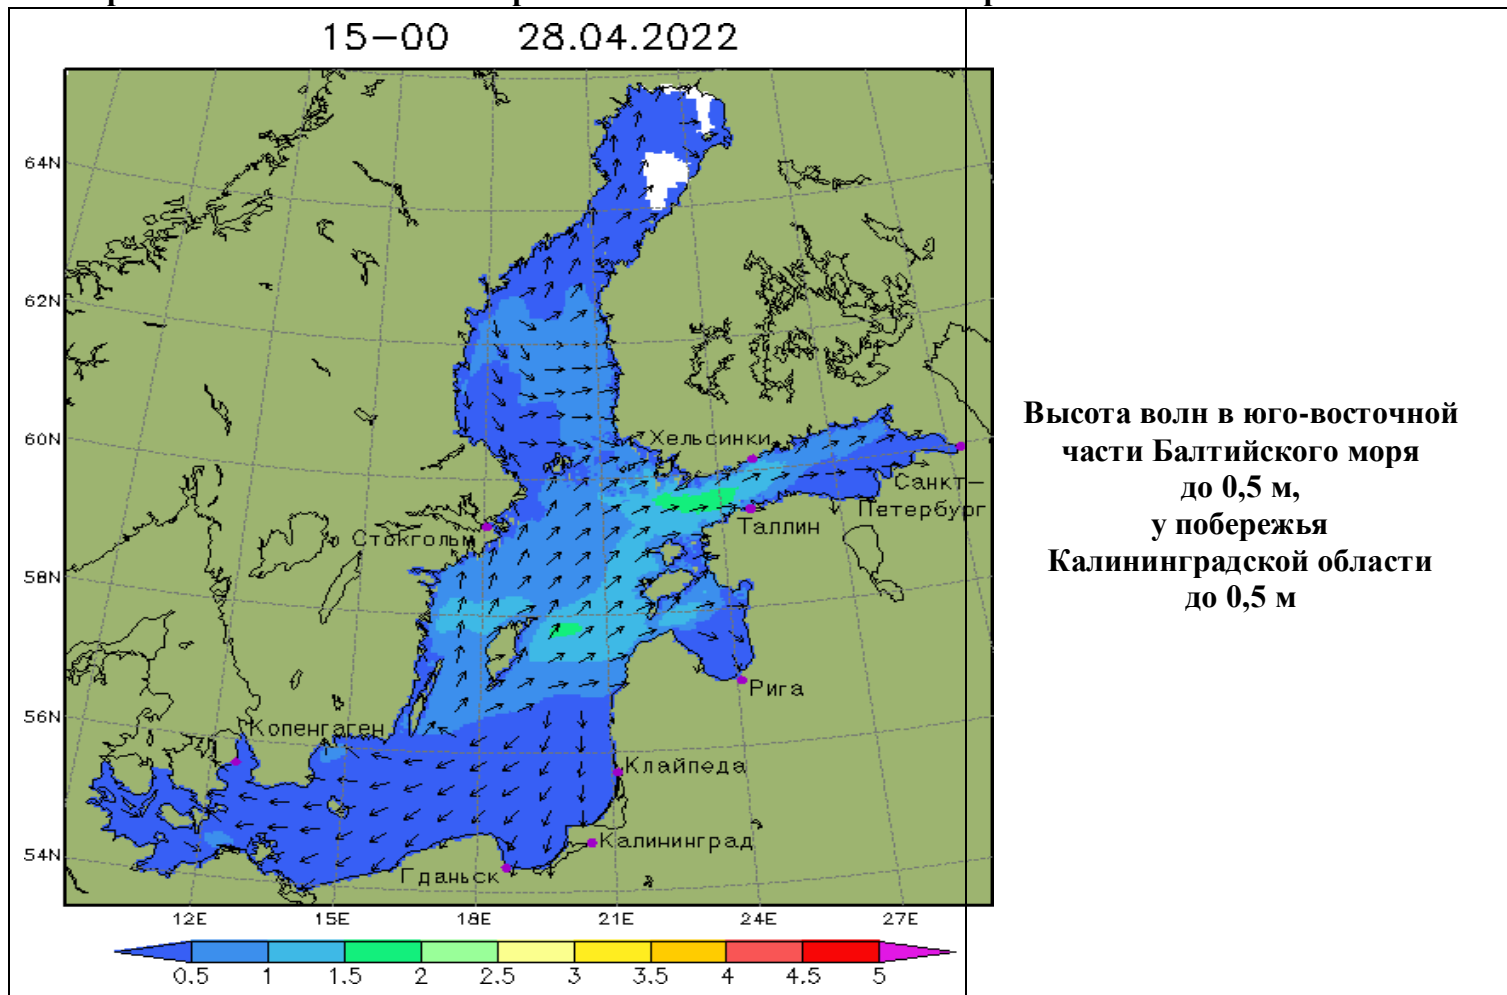 15-00 28.04.2022
64N
62N
60N
58N
56N
54N
Хельсинки
Санкт-
Петербург
Таллин
Стокгольм
Рига
Копенгаген
Клайпеда
Калининград
Гданьск
12E 15E 18E 21E 24E 27E
0.5 1 1.5 2 2.5 3 3.5 4 4.5 5
Высота волн в юго-восточной
части Балтийского моря
до 0,5 м,
у побережья
Калининградской области
до 0,5 м